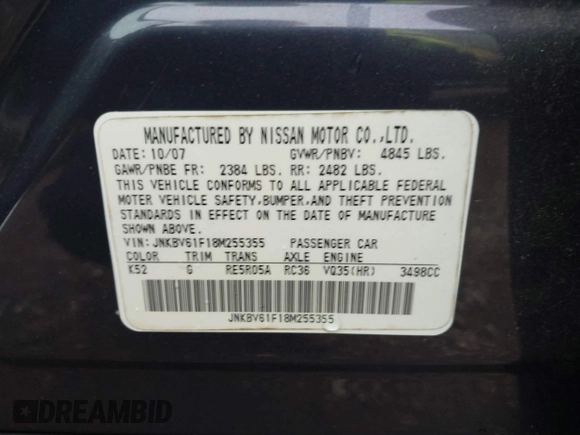 MANUFACTURED BY NISSAN MOTOR CO.,LTD.
DATE: 10/07 GVWR/PNBV: 4845 LBS.
GAWR/PNBE FR: 2384 LBS. RR: 2482 LBS.
THIS VEHICLE CONFORMS TO ALL APPLICABLE FEDERAL
MOTOR VEHICLE SAFETY,BUMPER,AND THEFT PREVENTION
STANDARDS IN EFFECT ON THE DATE OF MANUFACTURE
SHOWN ABOVE.
VIN: JNKBV61F18M255355 PASSENGER CAR
COLOR TRIM TRANS AXLE ENGINE
K52 G RE5R05A RC36 VQ35(HR) 3498CC
JNKBV61F18M255355
DREAMBID